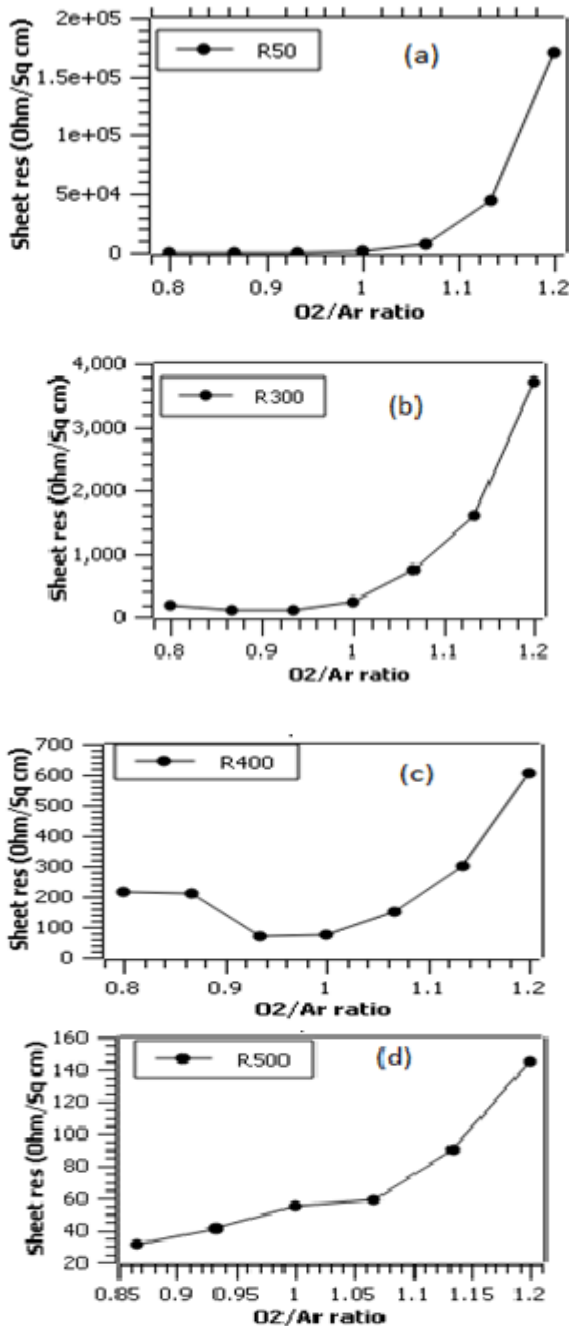 2e+05
R50
(a)
1.5e+05
1e+05
5e+04
0
Sheet res (Ohm/Sq cm)
0.8 0.9 1 1.1 1.2
O2/Ar ratio
4,000
R300
(b)
3,000
2,000
1,000
0
Sheet res (Ohm/Sq cm)
0.8 0.9 1 1.1 1.2
O2/Ar ratio
700
R400
(c)
600
500
400
300
200
100
0
Sheet res (Ohm/Sq cm)
0.8 0.9 1 1.1 1.2
O2/Ar ratio
160
R500
(d)
140
120
100
80
60
40
20
Sheet res (Ohm/Sq cm)
0.85 0.9 0.95 1 1.05 1.1 1.15 1.2
O2/Ar ratio